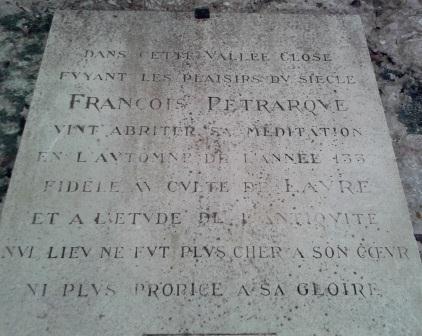 DANS CETTE VALLEE CLOSE
FVYANT LES PLAISIRS DV SIECLE
FRANÇOIS PETRARQVE
VINT ABRITER SA MEDITATION
EN L'AVTOMNE DE L'ANNEE
FIDELE AV CVLTE DE LAVRE
ET A L'ETVDE DE L'ANTIQVITE
NVL LIEV NE FVT PLVS CHER A SON CŒVR
NI PLVS PROPICE A SA GLOIRE